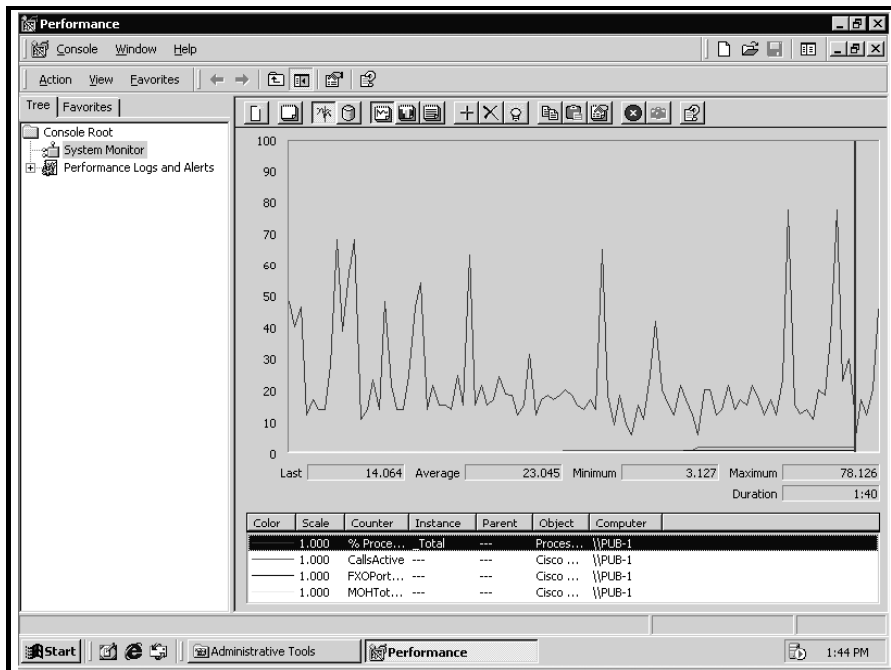 Performance
Console Window Help
Action View Favorites
Tree Favorites
Console Root
System Monitor
Performance Logs and Alerts
100
90
80
70
60
50
40
30
20
10
0
Last 14.064 Average 23.045 Minimum 3.127 Maximum 78.126
Duration 1:40
Color Scale Counter Instance Parent Object Computer
1.000 % Proce... _Total --- Proces... \\PUB-1
1.000 CallsActive --- --- Cisco ... \\PUB-1
1.000 FXOPort... --- --- Cisco ... \\PUB-1
1.000 MOHTot... --- --- Cisco ... \\PUB-1
Start Administrative Tools Performance 1:44 PM